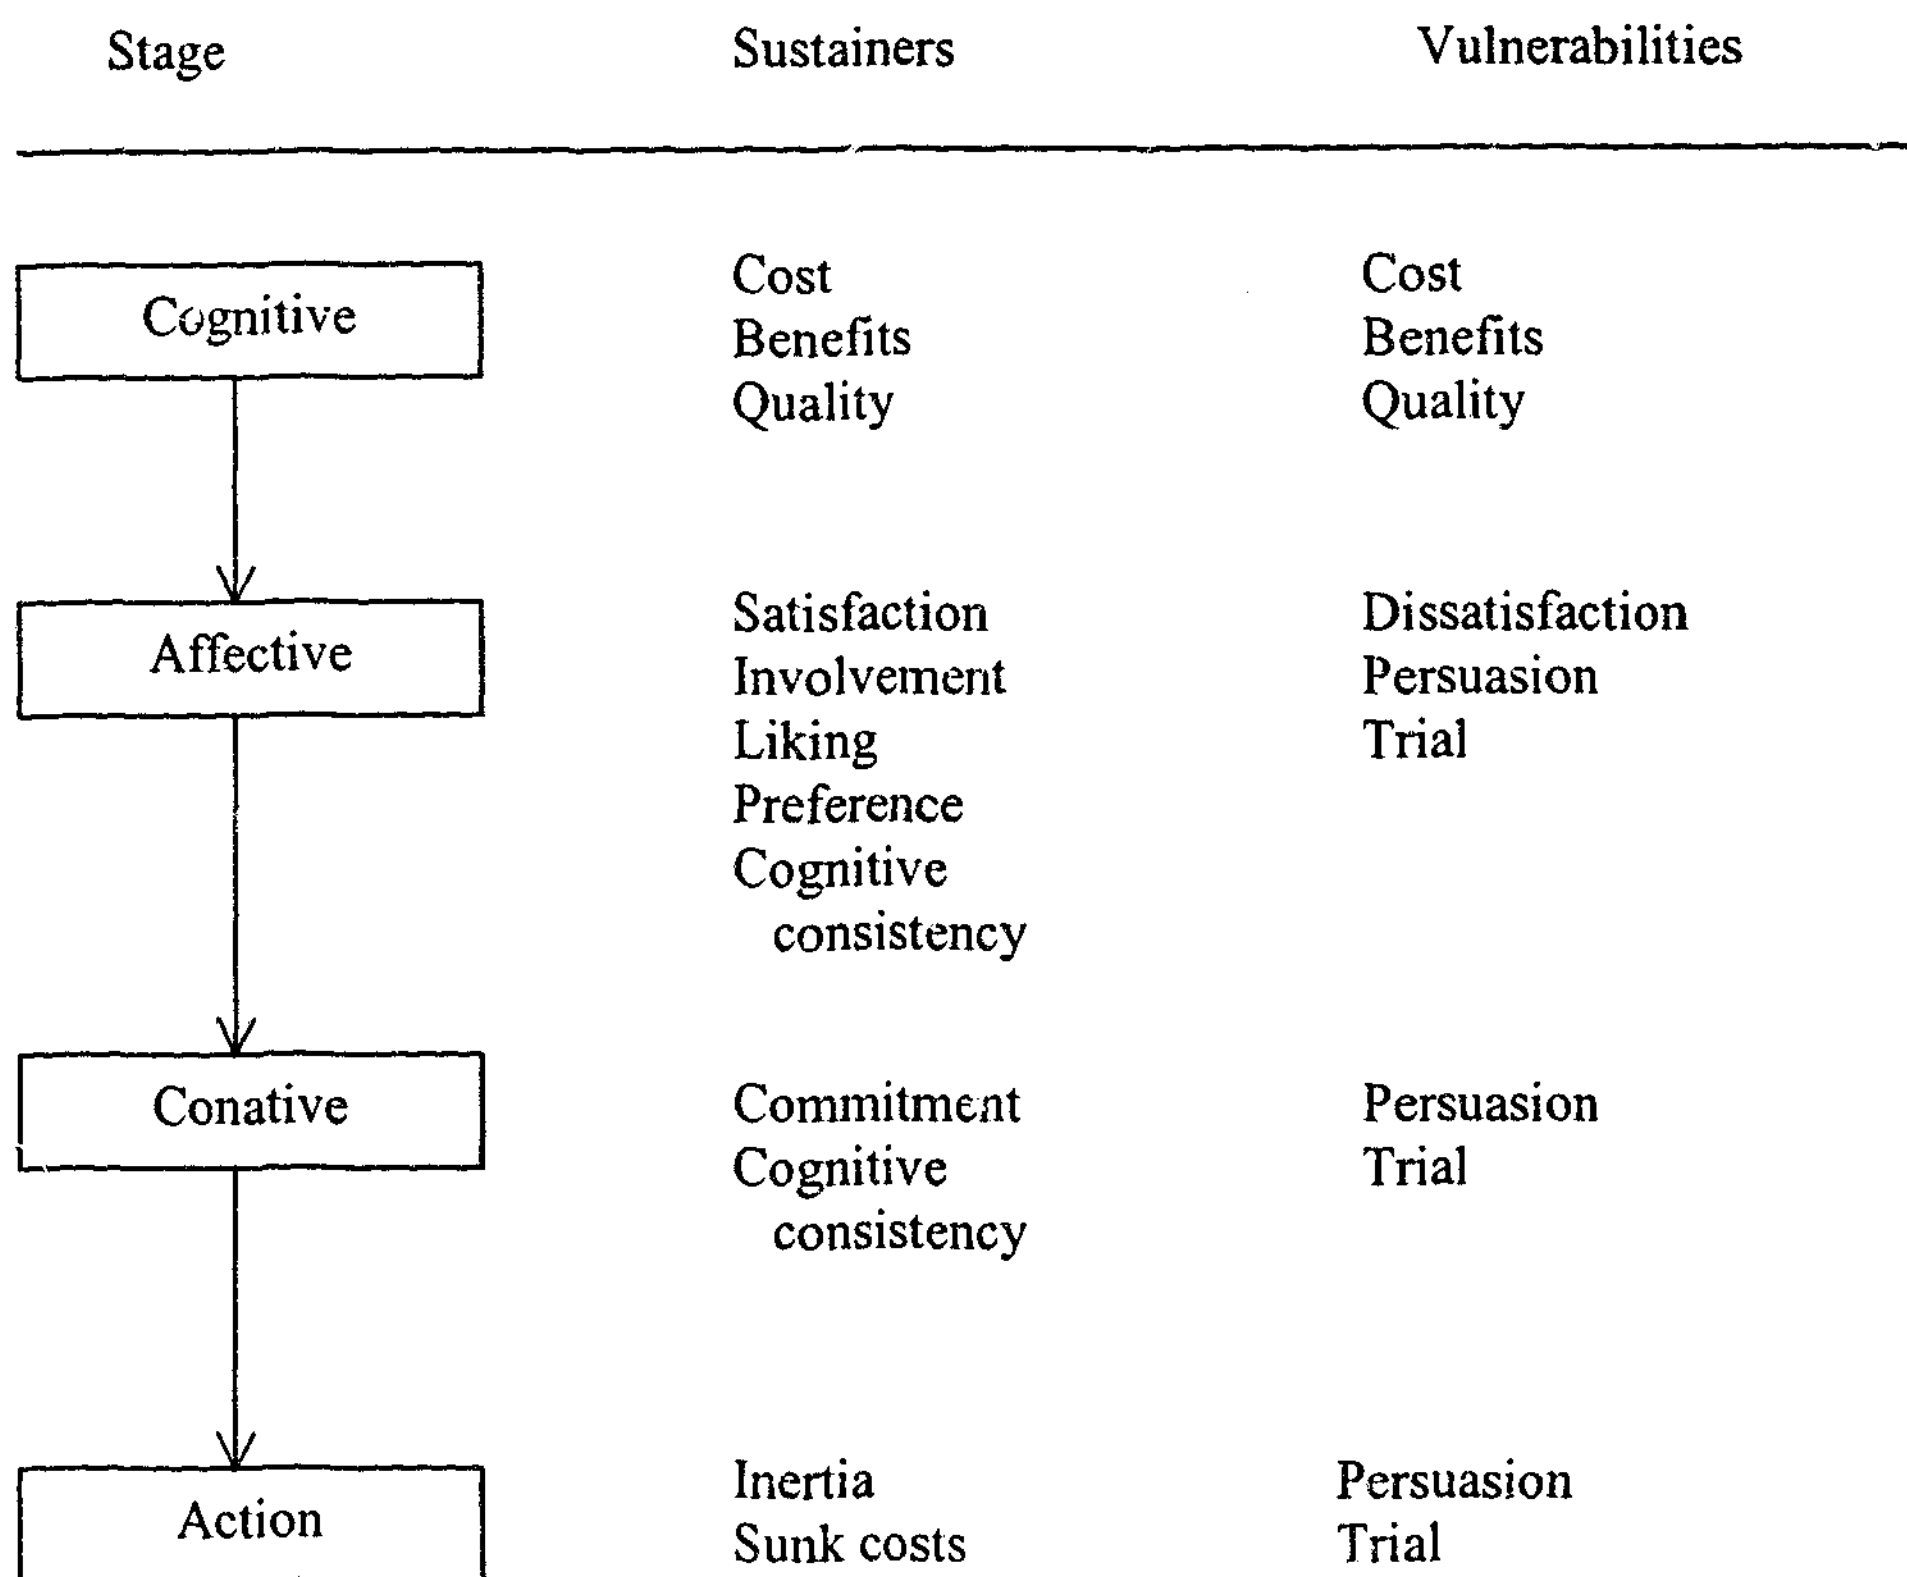 Stage Sustainers Vulnerabilities
Cognitive Cost Cost
Benefits Benefits
Quality Quality
Affective Satisfaction Dissatisfaction
Involvement Persuasion
Liking Trial
Preference
Cognitive
consistency
Conative Commitment Persuasion
Cognitive Trial
consistency
Action Inertia Persuasion
Sunk costs Trial